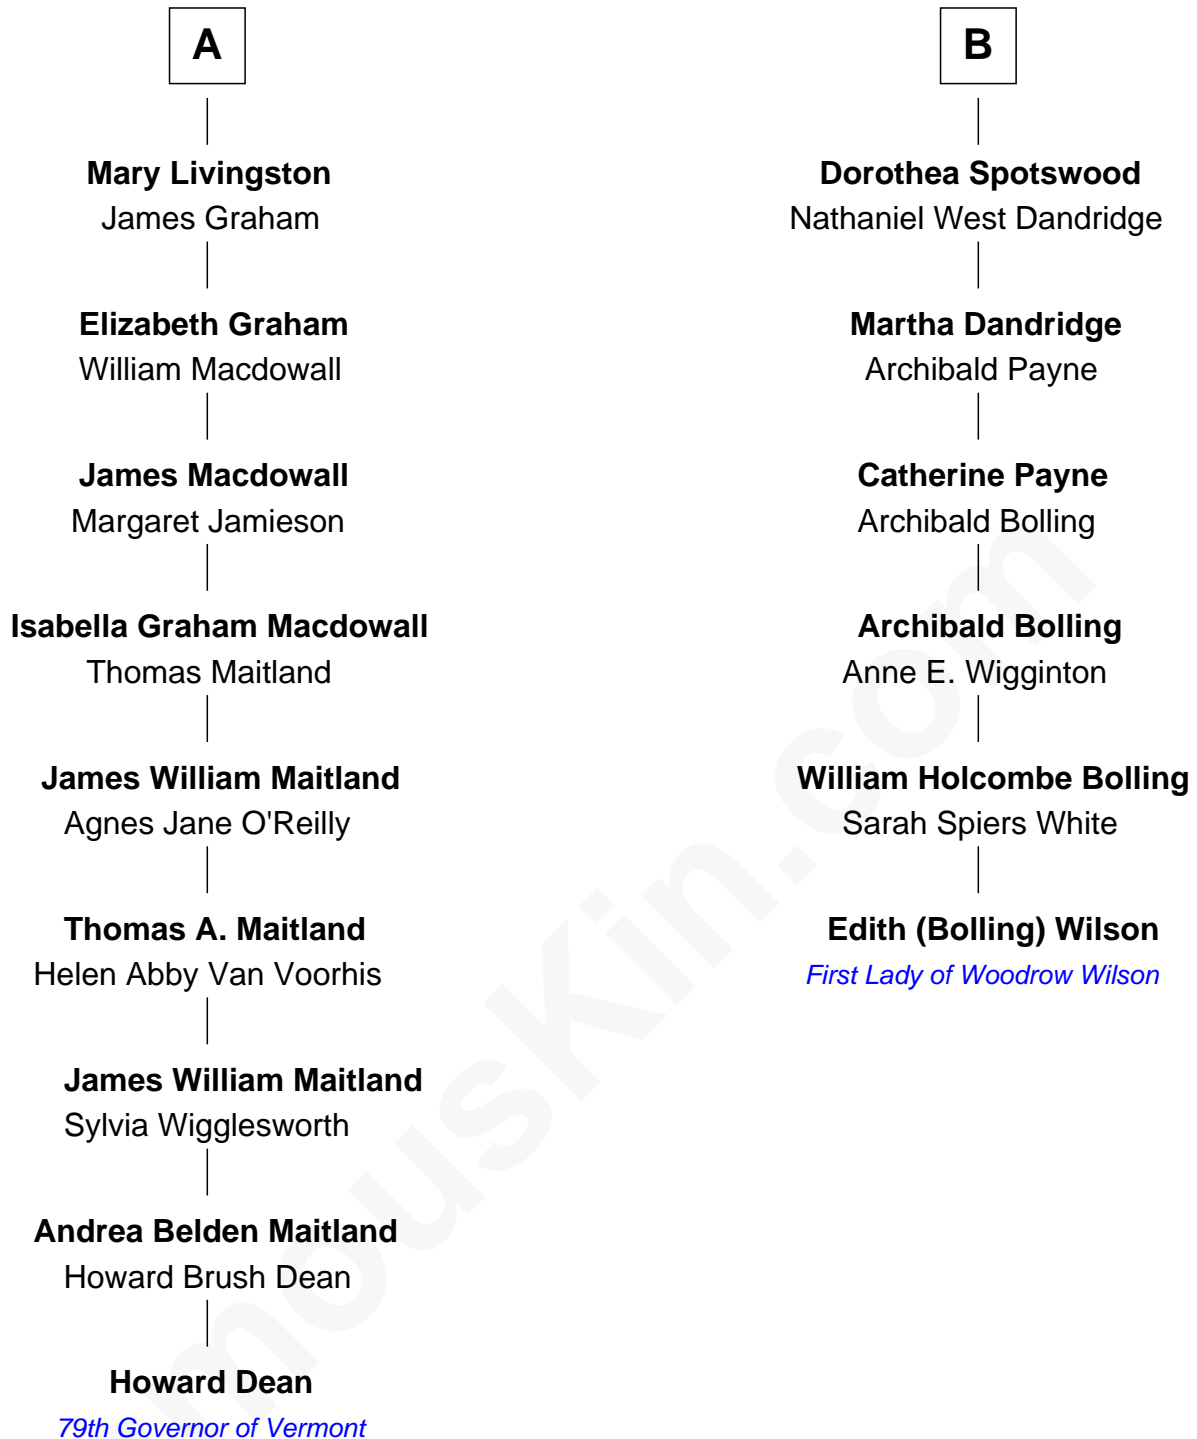 A
Mary Livingston
James Graham
Elizabeth Graham
William Macdowall
James Macdowall
Margaret Jamieson
Isabella Graham Macdowall
Thomas Maitland
James William Maitland
Agnes Jane O'Reilly
Thomas A. Maitland
Helen Abby Van Voorhis
James William Maitland
Sylvia Wigglesworth
Andrea Belden Maitland
Howard Brush Dean
Howard Dean
79th Governor of Vermont
B
Dorothea Spotswood
Nathaniel West Dandridge
Martha Dandridge
Archibald Payne
Catherine Payne
Archibald Bolling
Archibald Bolling
Anne E. Wigginton
William Holcombe Bolling
Sarah Spiers White
Edith (Bolling) Wilson
First Lady of Woodrow Wilson
mousKin.com